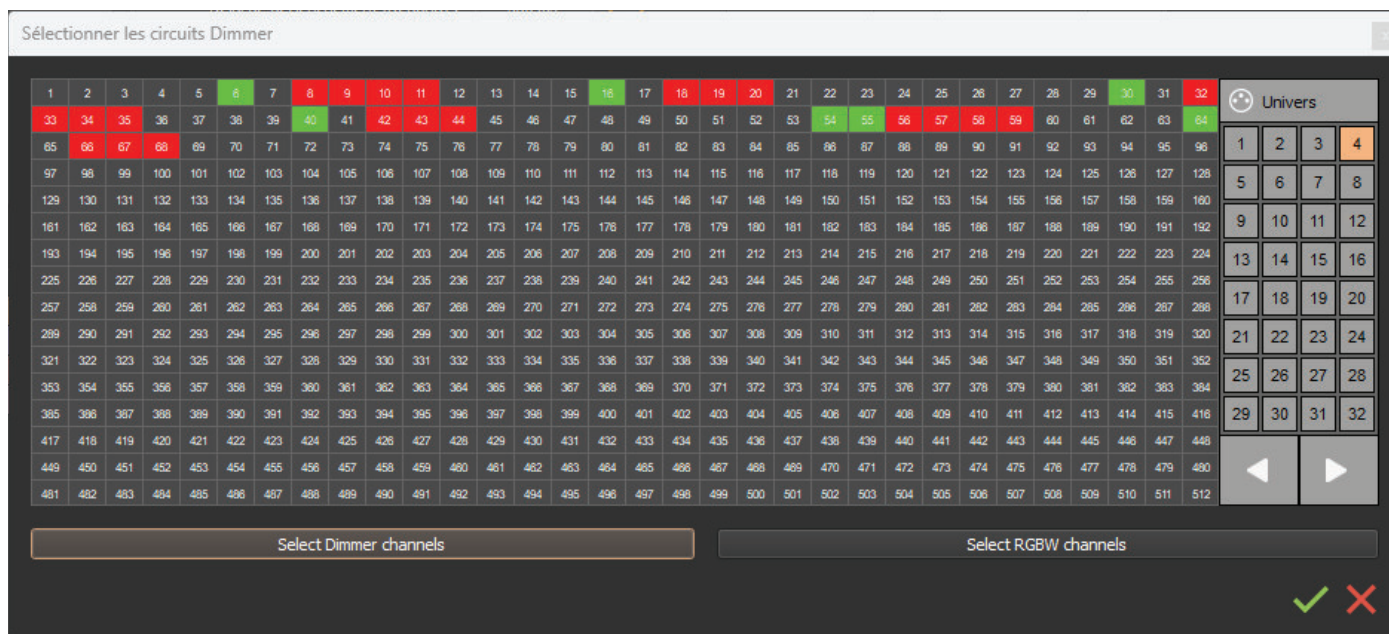 Sélectionner les circuits Dimmer
x
1 2 3 4 5 6 7 8 9 10 11 12 13 14 15 16 17 18 19 20 21 22 23 24 25 26 27 28 29 30 31 32
33 34 35 36 37 38 39 40 41 42 43 44 45 46 47 48 49 50 51 52 53 54 55 56 57 58 59 60 61 62 63 64
65 66 67 68 69 70 71 72 73 74 75 76 77 78 79 80 81 82 83 84 85 86 87 88 89 90 91 92 93 94 95 96
97 98 99 100 101 102 103 104 105 106 107 108 109 110 111 112 113 114 115 116 117 118 119 120 121 122 123 124 125 126 127 128
129 130 131 132 133 134 135 136 137 138 139 140 141 142 143 144 145 146 147 148 149 150 151 152 153 154 155 156 157 158 159 160
161 162 163 164 165 166 167 168 169 170 171 172 173 174 175 176 177 178 179 180 181 182 183 184 185 186 187 188 189 190 191 192
193 194 195 196 197 198 199 200 201 202 203 204 205 206 207 208 209 210 211 212 213 214 215 216 217 218 219 220 221 222 223 224
225 226 227 228 229 230 231 232 233 234 235 236 237 238 239 240 241 242 243 244 245 246 247 248 249 250 251 252 253 254 255 256
257 258 259 260 261 262 263 264 265 266 267 268 269 270 271 272 273 274 275 276 277 278 279 280 281 282 283 284 285 286 287 288
289 290 291 292 293 294 295 296 297 298 299 300 301 302 303 304 305 306 307 308 309 310 311 312 313 314 315 316 317 318 319 320
321 322 323 324 325 326 327 328 329 330 331 332 333 334 335 336 337 338 339 340 341 342 343 344 345 346 347 348 349 350 351 352
353 354 355 356 357 358 359 360 361 362 363 364 365 366 367 368 369 370 371 372 373 374 375 376 377 378 379 380 381 382 383 384
385 386 387 388 389 390 391 392 393 394 395 396 397 398 399 400 401 402 403 404 405 406 407 408 409 410 411 412 413 414 415 416
417 418 419 420 421 422 423 424 425 426 427 428 429 430 431 432 433 434 435 436 437 438 439 440 441 442 443 444 445 446 447 448
449 450 451 452 453 454 455 456 457 458 459 460 461 462 463 464 465 466 467 468 469 470 471 472 473 474 475 476 477 478 479 480
481 482 483 484 485 486 487 488 489 490 491 492 493 494 495 496 497 498 499 500 501 502 503 504 505 506 507 508 509 510 511 512
Univers
1 2 3 4
5 6 7 8
9 10 11 12
13 14 15 16
17 18 19 20
21 22 23 24
25 26 27 28
29 30 31 32
Select Dimmer channels
Select RGBW channels